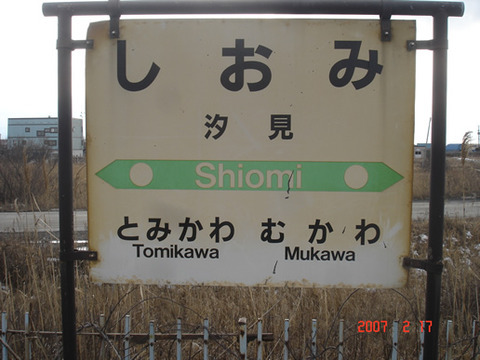 しおみ
汐見
Shiomi
とみかわ むかわ
Tomikawa Mukawa
2007 2 17